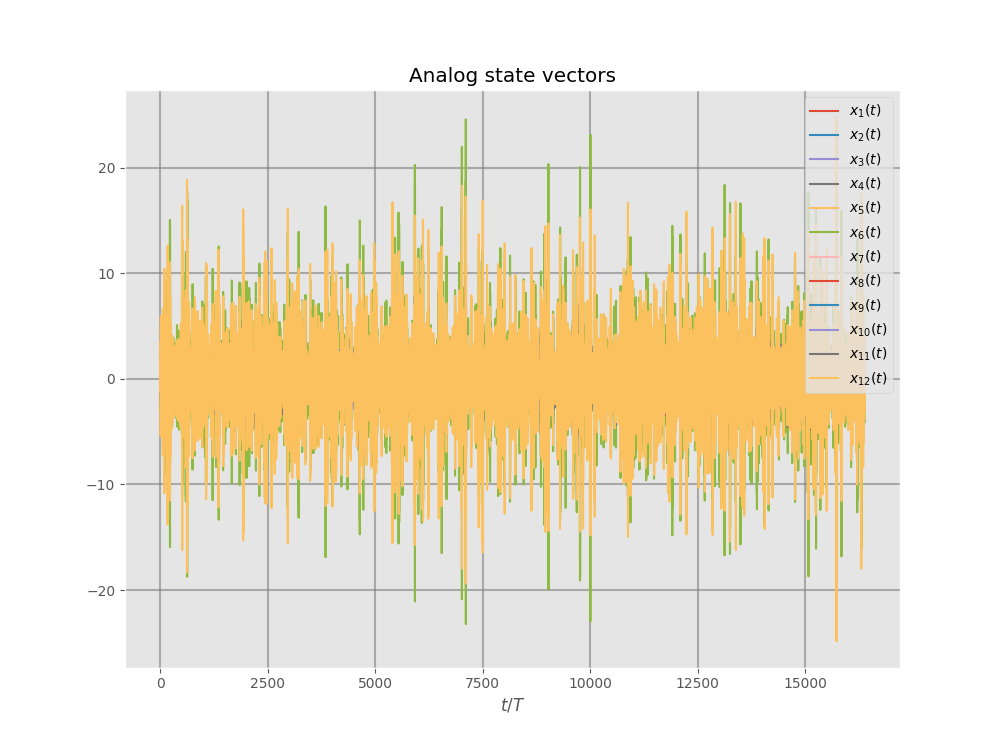 Analog state vectors
20
10
0
−10
−20
0 2500 5000 7500 10000 12500 15000
t/T
x₁(t)
x₂(t)
x₃(t)
x₄(t)
x₅(t)
x₆(t)
x₇(t)
x₈(t)
x₉(t)
x₁₀(t)
x₁₁(t)
x₁₂(t)